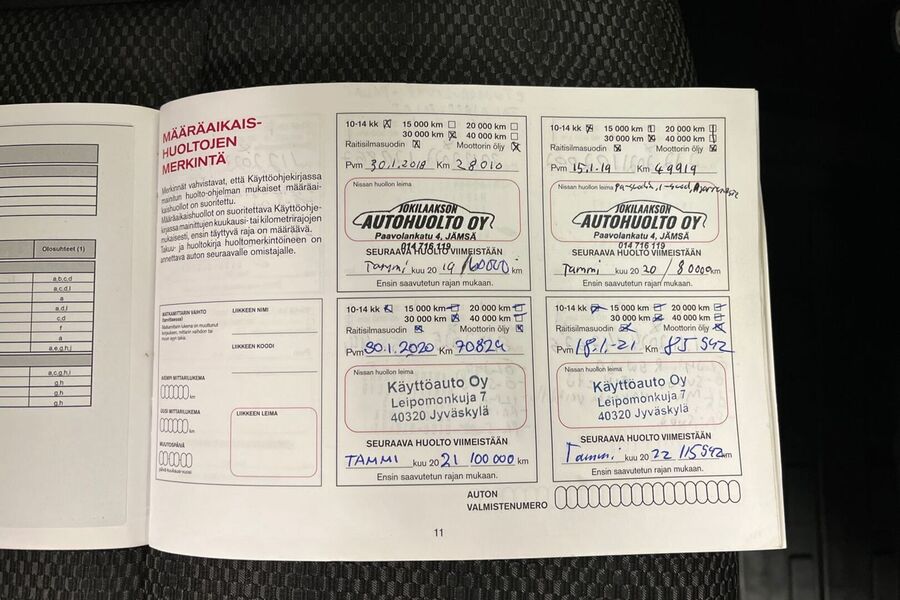 Olosuhteet (1)
a,b,c,d
a,c,d,i
a
a,d,i
c,d
f
a
a,e,g,h,j
a,c,g,h,i
g,h
g,h
g,h
MÄÄRÄAIKAIS-
HUOLTOJEN
MERKINTÄ
Merkinnät vahvistavat, että Käyttöohjekirjassa
mainitun huolto-ohjelman mukaiset määräai-
kaishuollot on suoritettu.
Määräaikaishuollot on suoritettava Käyttöohje-
kirjassa mainittujen kuukausi- tai kilometrirajojen
mukaisesti, ensin täyttyvä raja on määräävä.
Takuu- ja huoltokirja huoltomerkintöineen on
annettava auton seuraavalle omistajalle.
MATKAMITTARIN VAIHTO
(tarvittaessa)
LIIKKEEN NIMI
LIIKKEEN KOODI
AIEMPI MITTARILUKEMA
km
UUSI MITTARILUKEMA
km
LIIKKEEN LEIMA
MUUTOSPÄIVÄ
päivä-kuukausi-vuosi
10-14 kk 15 000 km 20 000 km
30 000 km 40 000 km
Raitisilmasuodin Moottorin öljy
Pvm 30.1.2018 Km 28010
Nissan huollon leima
JOKILAAKSON
AUTOHUOLTO OY
Paavolankatu 4, JÄMSÄ
014 716 119
SEURAAVA HUOLTO VIIMEISTÄÄN
Tammi kuu 20 19 / 60000 km
Ensin saavutetun rajan mukaan.
10-14 kk 15 000 km 20 000 km
30 000 km 40 000 km
Raitisilmasuodin Moottorin öljy
Pvm 15.1.19 Km 49919
Nissan huollon leima
JOKILAAKSON
AUTOHUOLTO OY
Paavolankatu 4, JÄMSÄ
014 716 119
SEURAAVA HUOLTO VIIMEISTÄÄN
Tammi kuu 20 20 / 80000 km
Ensin saavutetun rajan mukaan.
10-14 kk 15 000 km 20 000 km
30 000 km 40 000 km
Raitisilmasuodin Moottorin öljy
Pvm 30.1.2020 Km 70824
Nissan huollon leima
Käyttöauto Oy
Leipomonkuja 7
40320 Jyväskylä
SEURAAVA HUOLTO VIIMEISTÄÄN
TAMMI kuu 20 21 100 000 km
Ensin saavutetun rajan mukaan.
10-14 kk 15 000 km 20 000 km
30 000 km 40 000 km
Raitisilmasuodin Moottorin öljy
Pvm 18.1.-21 Km 85 542
Nissan huollon leima
Käyttöauto Oy
Leipomonkuja 7
40320 Jyväskylä
SEURAAVA HUOLTO VIIMEISTÄÄN
Tammi kuu 20 22 115 542 km
Ensin saavutetun rajan mukaan.
AUTON
VALMISTENUMERO
11